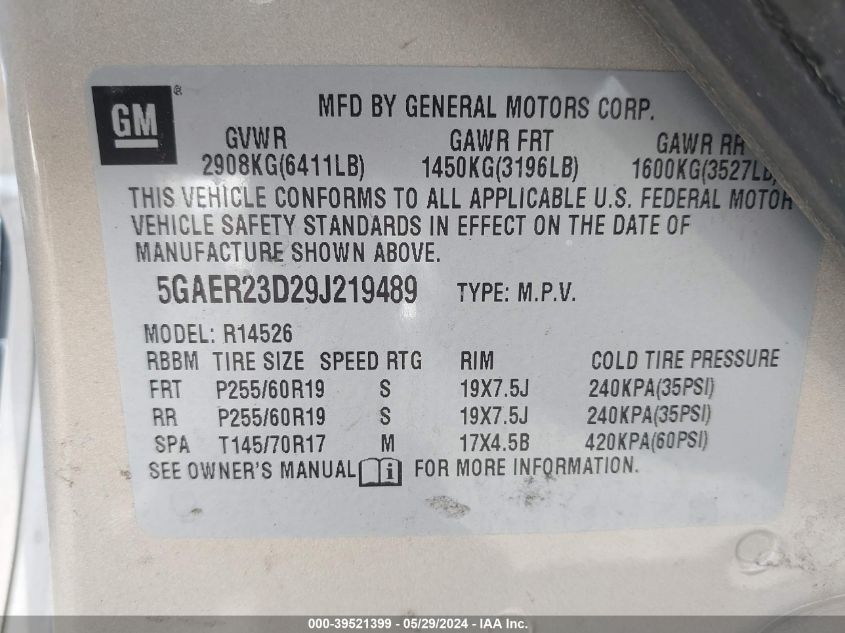 GM ®
MFD BY GENERAL MOTORS CORP.
GVWR GAWR FRT GAWR RR
2908KG(6411LB) 1450KG(3196LB) 1600KG(3527LB)
THIS VEHICLE CONFORMS TO ALL APPLICABLE U.S. FEDERAL MOTOR
VEHICLE SAFETY STANDARDS IN EFFECT ON THE DATE OF
MANUFACTURE SHOWN ABOVE.
5GAER23D29J219489 TYPE: M.P.V.
MODEL: R14526
RBBM TIRE SIZE SPEED RTG RIM COLD TIRE PRESSURE
FRT P255/60R19 S 19X7.5J 240KPA(35PSI)
RR P255/60R19 S 19X7.5J 240KPA(35PSI)
SPA T145/70R17 M 17X4.5B 420KPA(60PSI)
SEE OWNER'S MANUAL i FOR MORE INFORMATION.
000-39521399 - 05/29/2024 - IAA Inc.